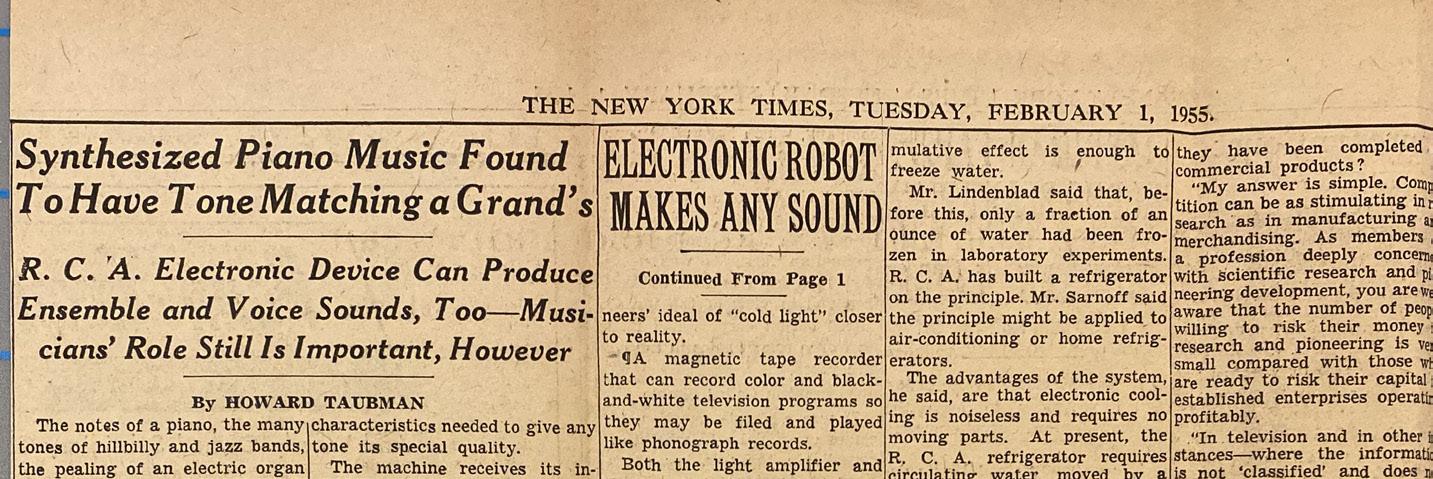 THE NEW YORK TIMES, TUESDAY, FEBRUARY 1, 1955.
Synthesized Piano Music Found
To Have Tone Matching a Grand's
R. C. A. Electronic Device Can Produce
Ensemble and Voice Sounds, Too—Musi-
cians' Role Still Is Important, However
By HOWARD TAUBMAN
The notes of a piano, the many
tones of hillbilly and jazz bands,
the pealing of an electric organ
characteristics needed to give any
tone its special quality.
The machine receives its in-
ELECTRONIC ROBOT
MAKES ANY SOUND
Continued From Page 1
neers' ideal of "cold light" closer
to reality.
¶A magnetic tape recorder
that can record color and black-
and-white television programs so
they may be filed and played
like phonograph records.
Both the light amplifier and
mulative effect is enough to
freeze water.
Mr. Lindenblad said that, be-
fore this, only a fraction of an
ounce of water had been fro-
zen in laboratory experiments.
R. C. A. has built a refrigerator
on the principle. Mr. Sarnoff said
the principle might be applied to
air-conditioning or home refrig-
erators.
The advantages of the system,
he said, are that electronic cool-
ing is noiseless and requires no
moving parts. At present, the
R. C. A. refrigerator requires
circulating water moved by a
they have been completed
commercial products?
"My answer is simple.
tition can be as stimulating in
search as in manufacturing
merchandising. As members
a profession deeply
with scientific research and
neering development, you are
aware that the number of
willing to risk their money
research and pioneering is
small compared with those
are ready to risk their capital
established enterprises
profitably.
"In television and in other
stances—where the
is not 'classified' and does